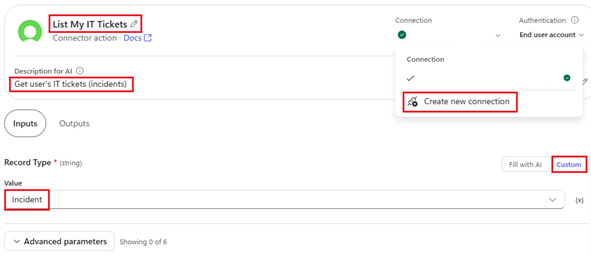 List My IT Tickets
Connector action · Docs
Connection
Authentication
End user account
Connection
Create new connection
Description for AI
Get user's IT tickets (incidents)
Inputs
Outputs
Record Type * (string)
Fill with AI
Custom
Value
Incident
{x}
Advanced parameters
Showing 0 of 6